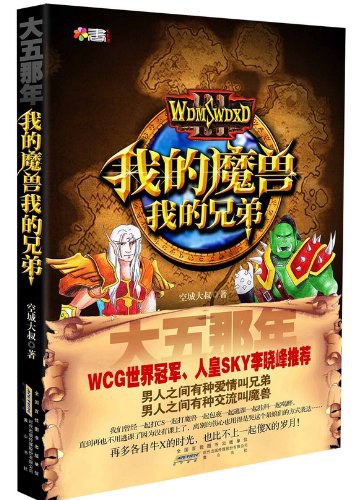 大五那年
我的魔兽我的兄弟
空城大叔 著
WDMSWDXD
III
我的魔兽
我的兄弟
空城大叔 著
大五那年
WCG世界冠军、人皇SKY李晓峰推荐
男人之间有种爱情叫兄弟
男人之间有种交流叫魔兽
再多各自牛X的时光，也比不上一起傻X的岁月！